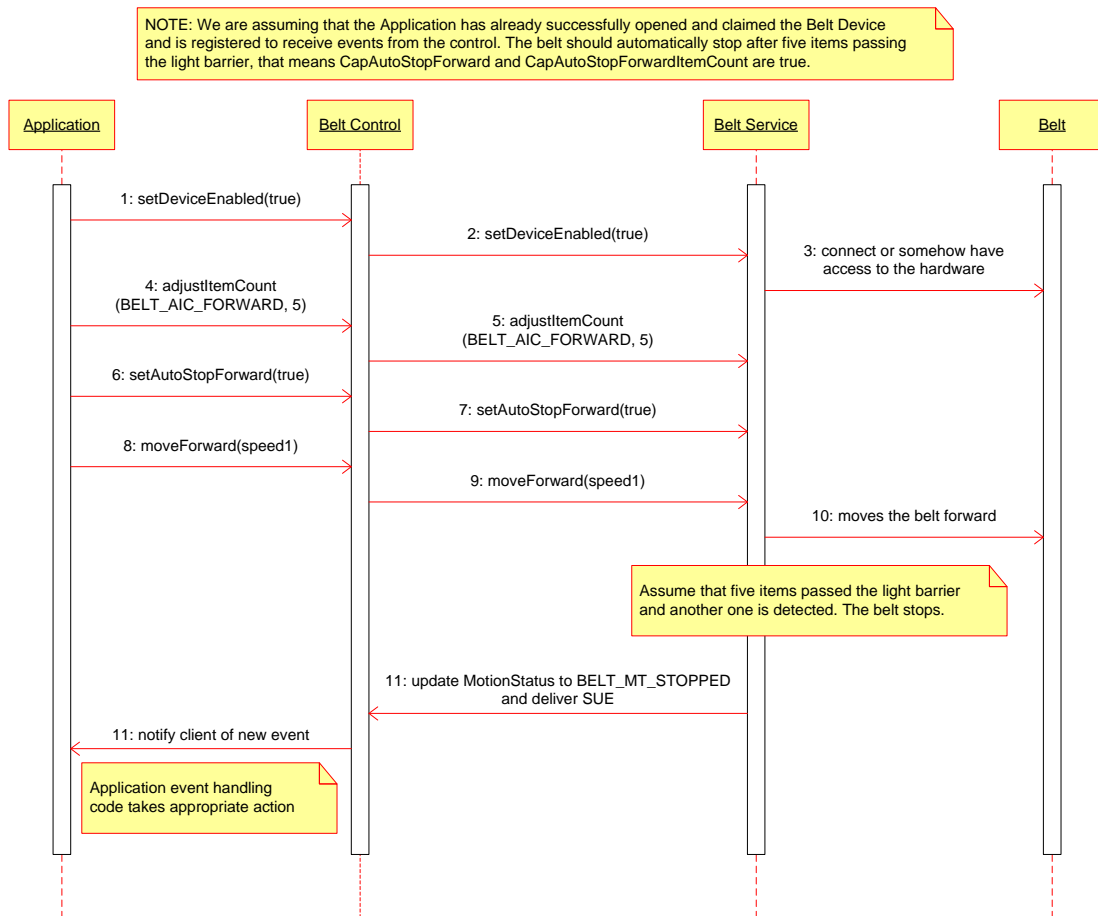 NOTE: We are assuming that the Application has already successfully opened and claimed the Belt Device
and is registered to receive events from the control. The belt should automatically stop after five items passing
the light barrier, that means CapAutoStopForward and CapAutoStopForwardItemCount are true.
Application
Belt Control
Belt Service
Belt
1: setDeviceEnabled(true)
2: setDeviceEnabled(true)
3: connect or somehow have
access to the hardware
4: adjustItemCount
(BELT_AIC_FORWARD, 5)
5: adjustItemCount
(BELT_AIC_FORWARD, 5)
6: setAutoStopForward(true)
7: setAutoStopForward(true)
8: moveForward(speed1)
9: moveForward(speed1)
10: moves the belt forward
Assume that five items passed the light barrier
and another one is detected. The belt stops.
11: update MotionStatus to BELT_MT_STOPPED
and deliver SUE
11: notify client of new event
Application event handling
code takes appropriate action